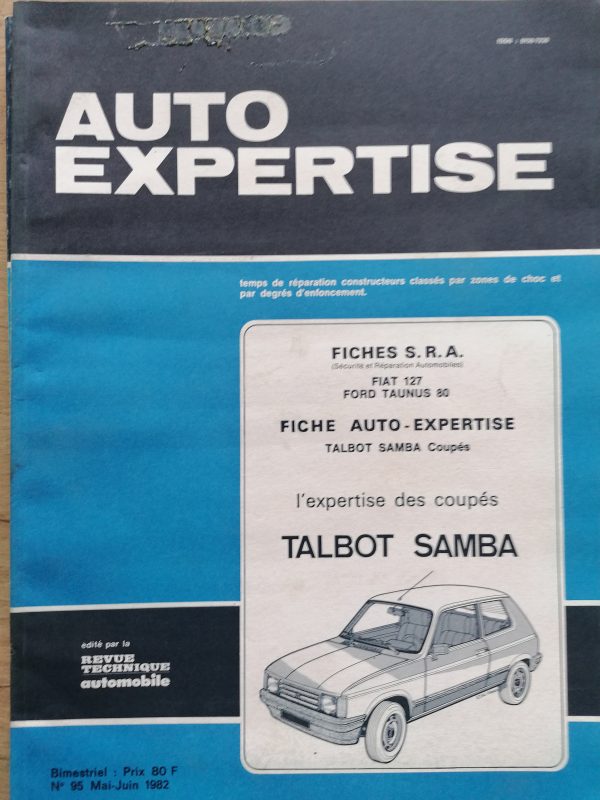 AUTO
EXPERTISE
temps de réparation constructeurs classés par zones de choc et
par degrés d'enfoncement.
FICHES S.R.A.
(Sécurité et Réparation Automobiles)
FIAT 127
FORD TAUNUS 80
FICHE AUTO-EXPERTISE
TALBOT SAMBA Coupés
l'expertise des coupés
TALBOT SAMBA
édité par la
REVUE
TECHNIQUE
automobile
Bimestriel : Prix 80 F
N° 95 Mai-Juin 1982